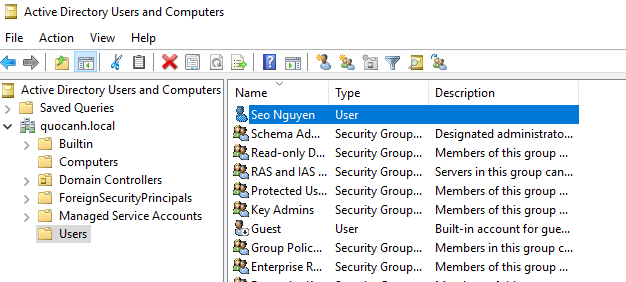 Active Directory Users and Computers
File Action View Help
Active Directory Users and Computers
Saved Queries
quocanh.local
Builtin
Computers
Domain Controllers
ForeignSecurityPrincipals
Managed Service Accounts
Users
Name Type Description
Seo Nguyen User
Schema Ad... Security Group... Designated administrato...
Read-only D... Security Group... Members of this group ...
RAS and IAS ... Security Group... Servers in this group can...
Protected Us... Security Group... Members of this group ...
Key Admins Security Group... Members of this group ...
Guest User Built-in account for gue...
Group Polic... Security Group... Members in this group c...
Enterprise R... Security Group... Members of this group ...